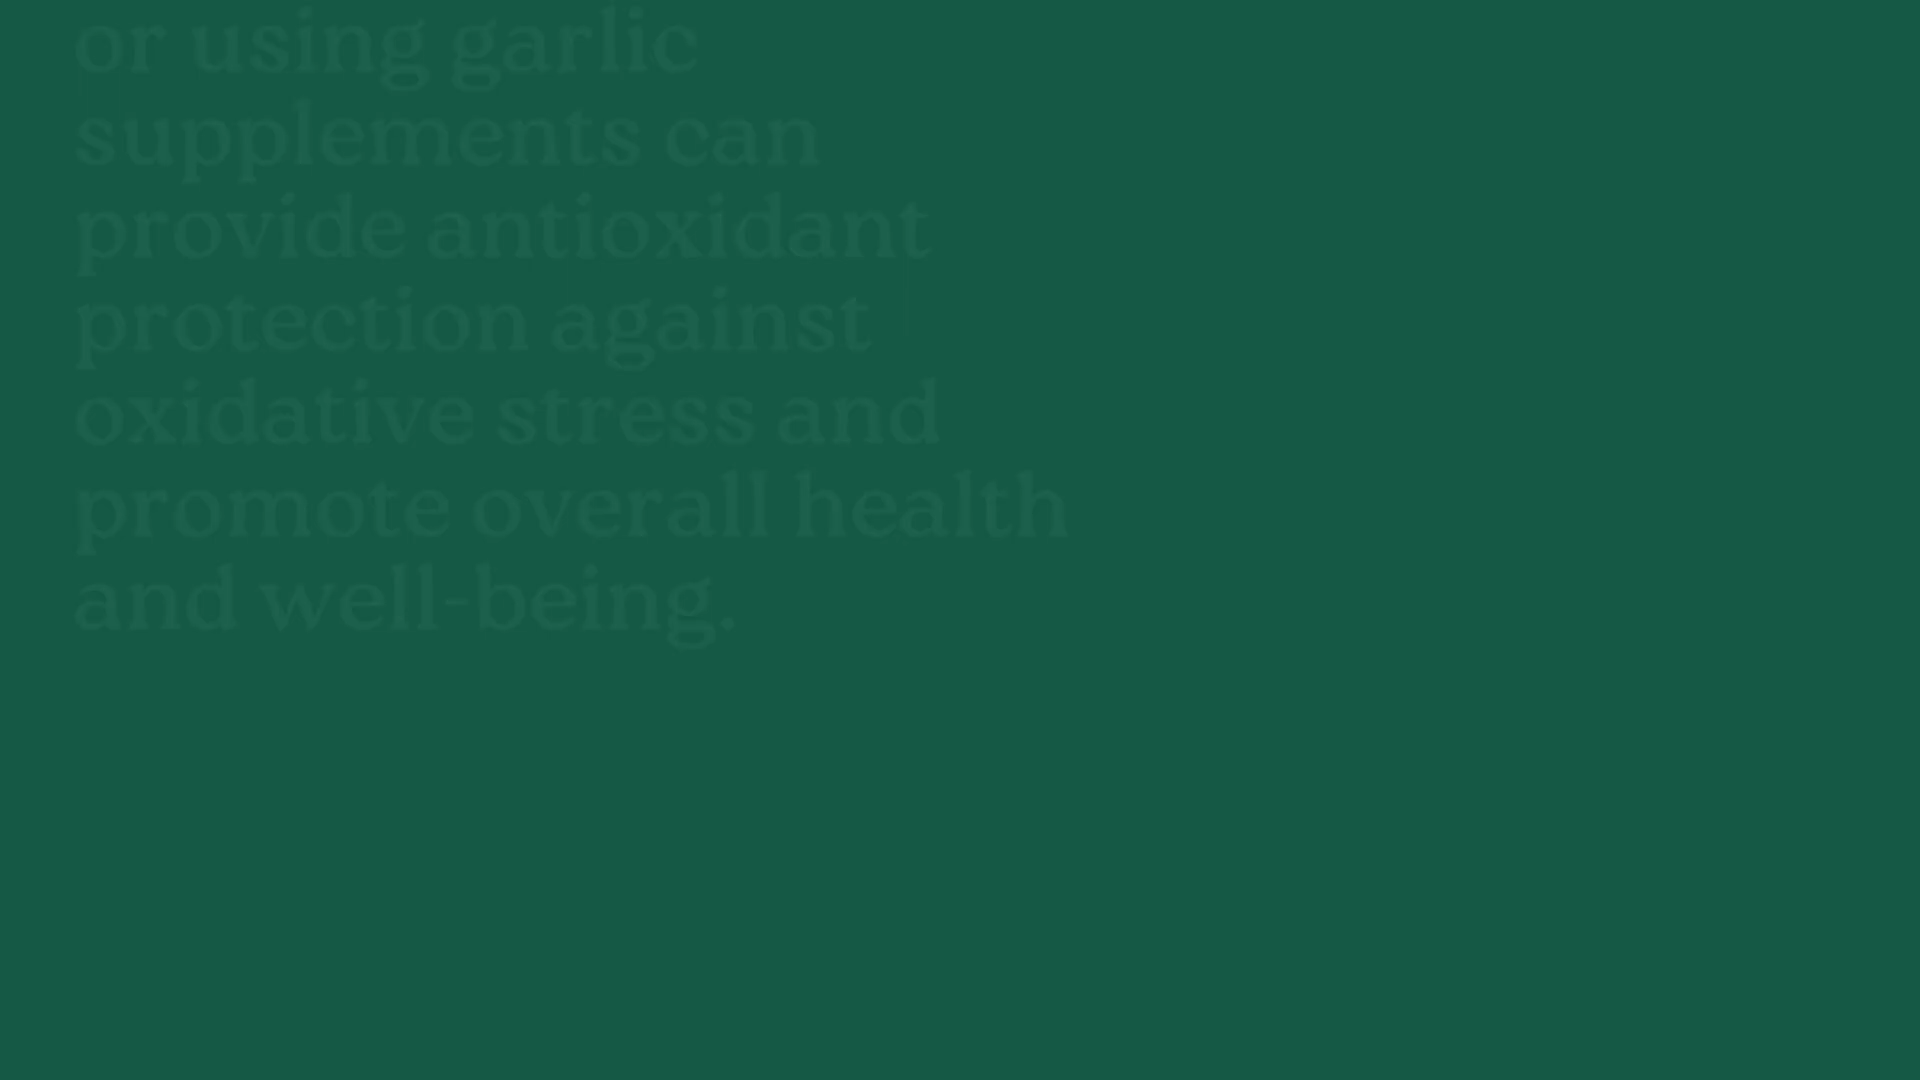 or using garlic
supplements can
provide antioxidant
protection against
oxidative stress and
promote overall health
and well-being.